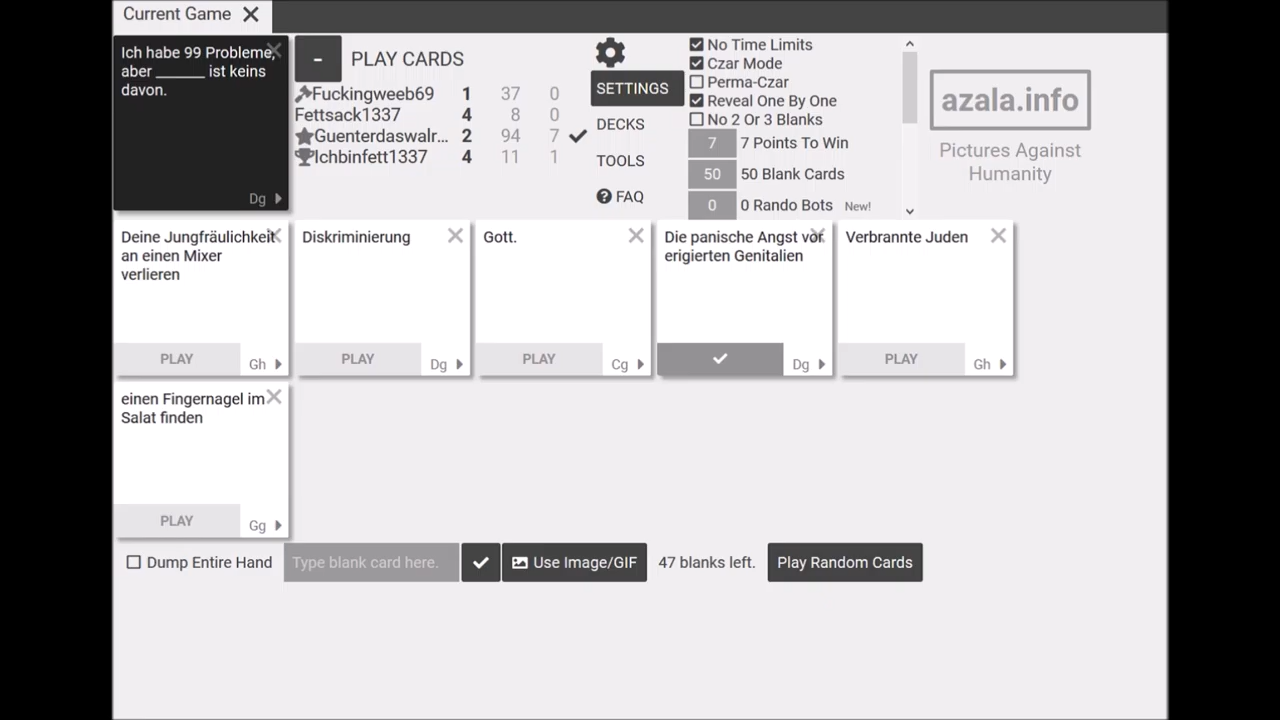 Current Game
Ich habe 99 Probleme,
aber ______ ist keins
davon.
Dg
-
PLAY CARDS
Fuckingweeb69 1 37 0
Fettsack1337 4 8 0
Guenterdaswalr... 2 94 7
Ichbinfett1337 4 11 1
SETTINGS
DECKS
TOOLS
FAQ
No Time Limits
Czar Mode
Perma-Czar
Reveal One By One
No 2 Or 3 Blanks
7 7 Points To Win
50 50 Blank Cards
0 0 Rando Bots New!
azala.info
Pictures Against
Humanity
Deine Jungfräulichkeit
an einen Mixer
verlieren
PLAY Gh
Diskriminierung
PLAY Dg
Gott.
PLAY Cg
Die panische Angst vor
erigierten Genitalien
Dg
Verbrannte Juden
PLAY Gh
einen Fingernagel im
Salat finden
PLAY Gg
Dump Entire Hand
Type blank card here.
Use Image/GIF
47 blanks left.
Play Random Cards